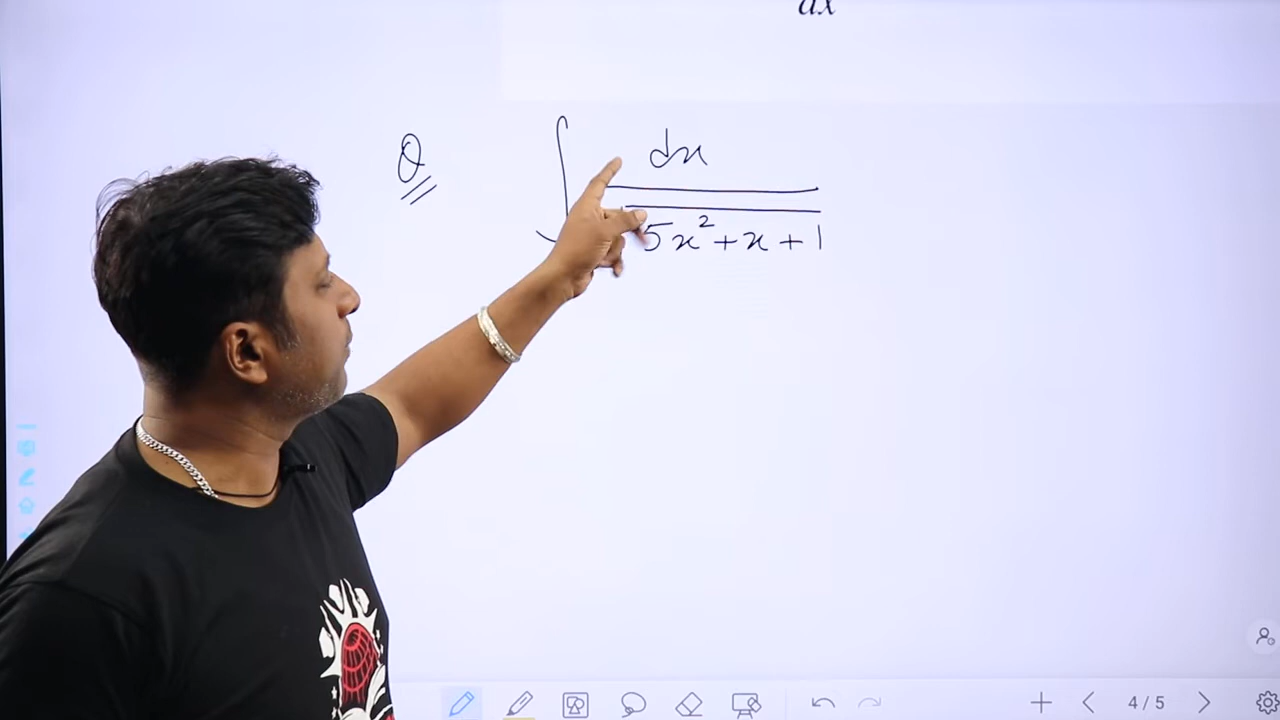 dx
Q ∫ dx / √5x² + x + 1
4/5